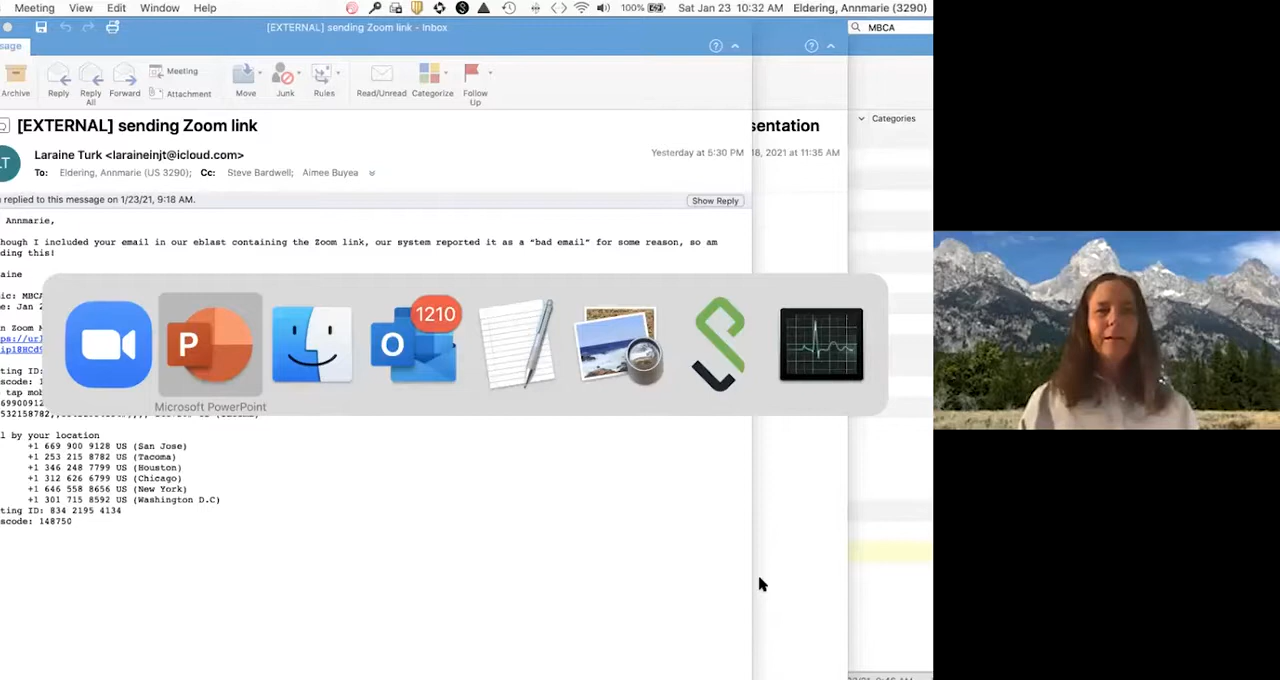 Meeting View Edit Window Help 100% Sat Jan 23 10:32 AM Eldering, Annmarie (3290)
[EXTERNAL] sending Zoom link - Inbox
MBCA
Archive Reply Reply All Forward Meeting Attachment Move Junk Rules Read/Unread Categorize Follow Up
[EXTERNAL] sending Zoom link
sentation
Categories
LT
Laraine Turk <laraineinjt@icloud.com>
Yesterday at 5:30 PM
18, 2021 at 11:35 AM
To: Eldering, Annmarie (US 3290); Cc: Steve Bardwell; Aimee Buyea
replied to this message on 1/23/21, 9:18 AM.
Show Reply
Annmarie,
hough I included your email in our eblast containing the Zoom link, our system reported it as a “bad email” for some reason, so am
ding this!
aine
ic: MBCA
1210
P
O
Microsoft PowerPoint
l by your location
+1 669 900 9128 US (San Jose)
+1 253 215 8782 US (Tacoma)
+1 346 248 7799 US (Houston)
+1 312 626 6799 US (Chicago)
+1 646 558 8656 US (New York)
+1 301 715 8592 US (Washington D.C)
ting ID: 834 2195 4134
scode: 148750